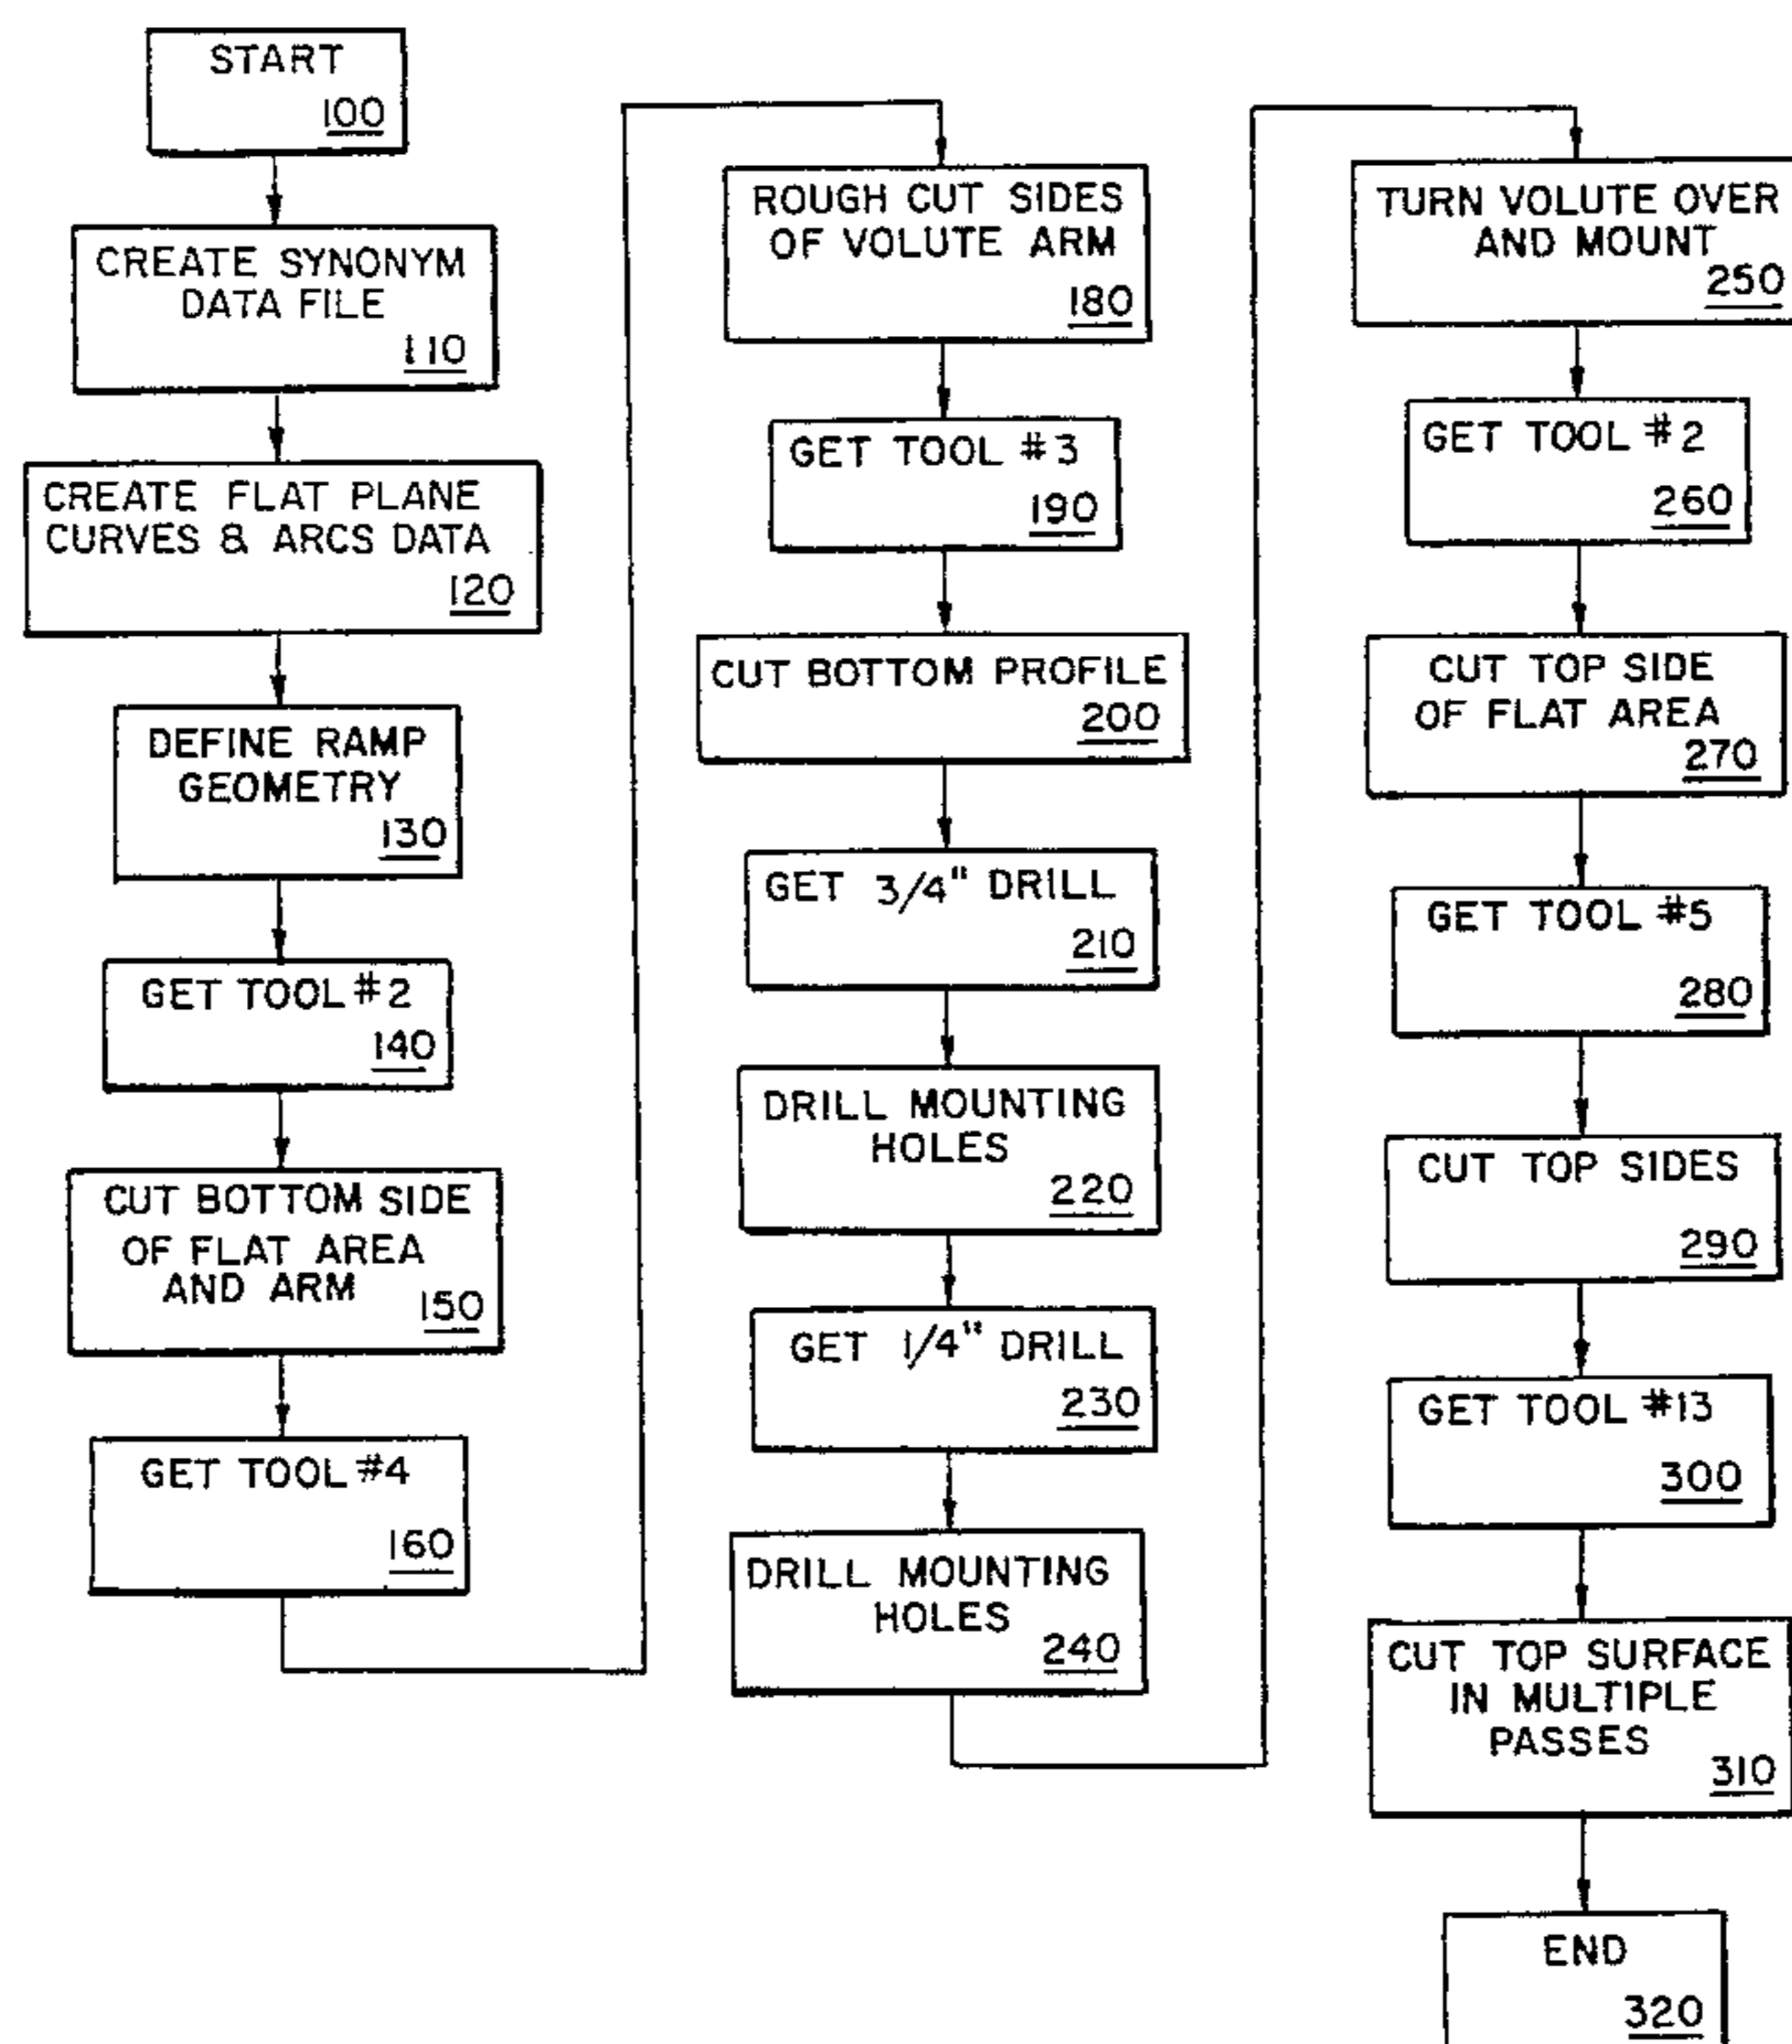 START
100
CREATE SYNONYM
DATA FILE
110
CREATE FLAT PLANE
CURVES & ARCS DATA
120
DEFINE RAMP
GEOMETRY
130
GET TOOL #2
140
CUT BOTTOM SIDE
OF FLAT AREA
AND ARM
150
GET TOOL #4
160
ROUGH CUT SIDES
OF VOLUTE ARM
180
GET TOOL #3
190
CUT BOTTOM PROFILE
200
GET 3/4" DRILL
210
DRILL MOUNTING
HOLES
220
GET 1/4" DRILL
230
DRILL MOUNTING
HOLES
240
TURN VOLUTE OVER
AND MOUNT
250
GET TOOL #2
260
CUT TOP SIDE
OF FLAT AREA
270
GET TOOL #5
280
CUT TOP SIDES
290
GET TOOL #13
300
CUT TOP SURFACE
IN MULTIPLE
PASSES
310
END
320